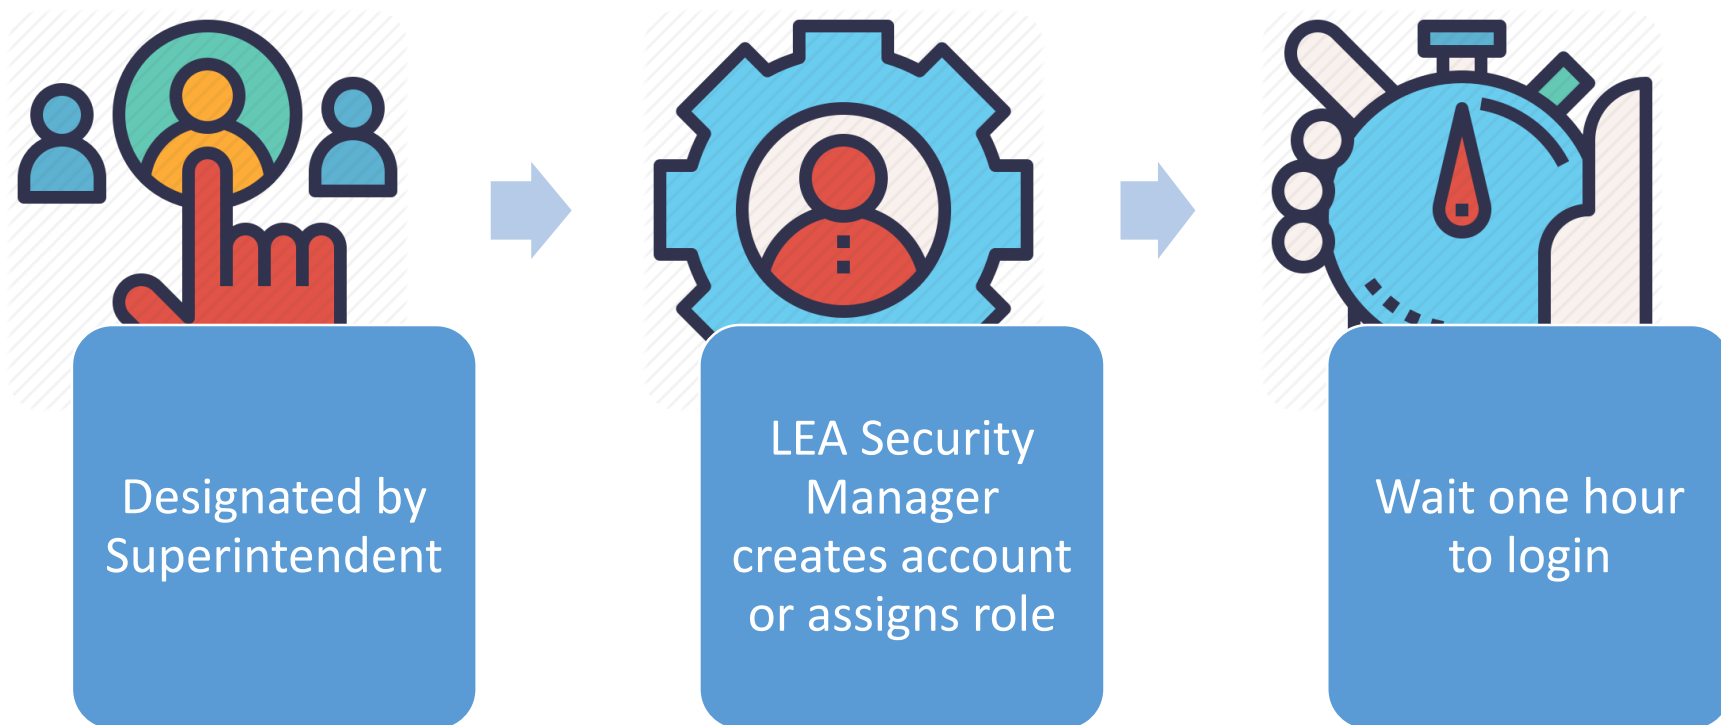 Designated by
Superintendent
LEA Security
Manager
creates account
or assigns role
Wait one hour
to login